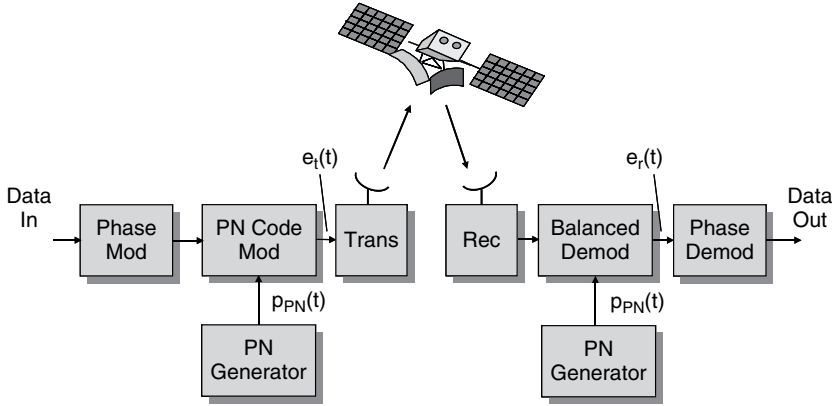 e_t(t)
e_r(t)
Data
In
Phase
Mod
PN Code
Mod
Trans
Rec
Balanced
Demod
Phase
Demod
Data
Out
p_PN(t)
p_PN(t)
PN
Generator
PN
Generator